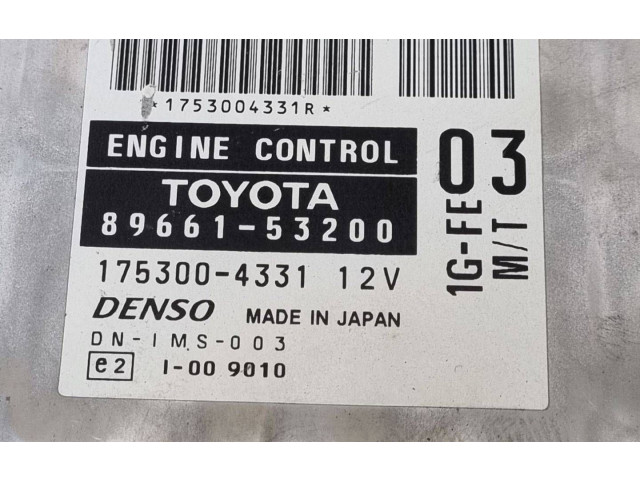 *1753004331R*
ENGINE CONTROL
TOYOTA
89661-53200
175300-4331 12V
DENSO MADE IN JAPAN
DN-IMS-003
e2 I-00 9010
03
1G-FE
M/T